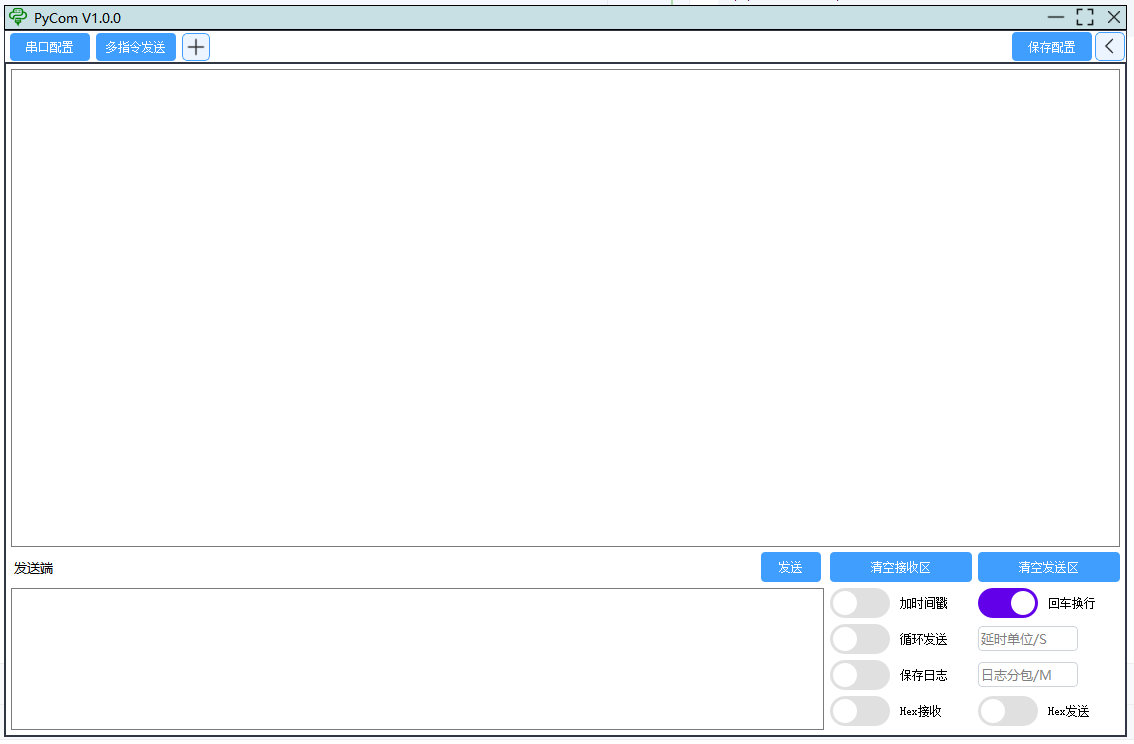 PyCom V1.0.0
串口配置 多指令发送 保存配置
发送端 发送 清空接收区 清空发送区
加时间戳 回车换行
循环发送 延时单位/S
保存日志 日志分包/M
Hex接收 Hex发送